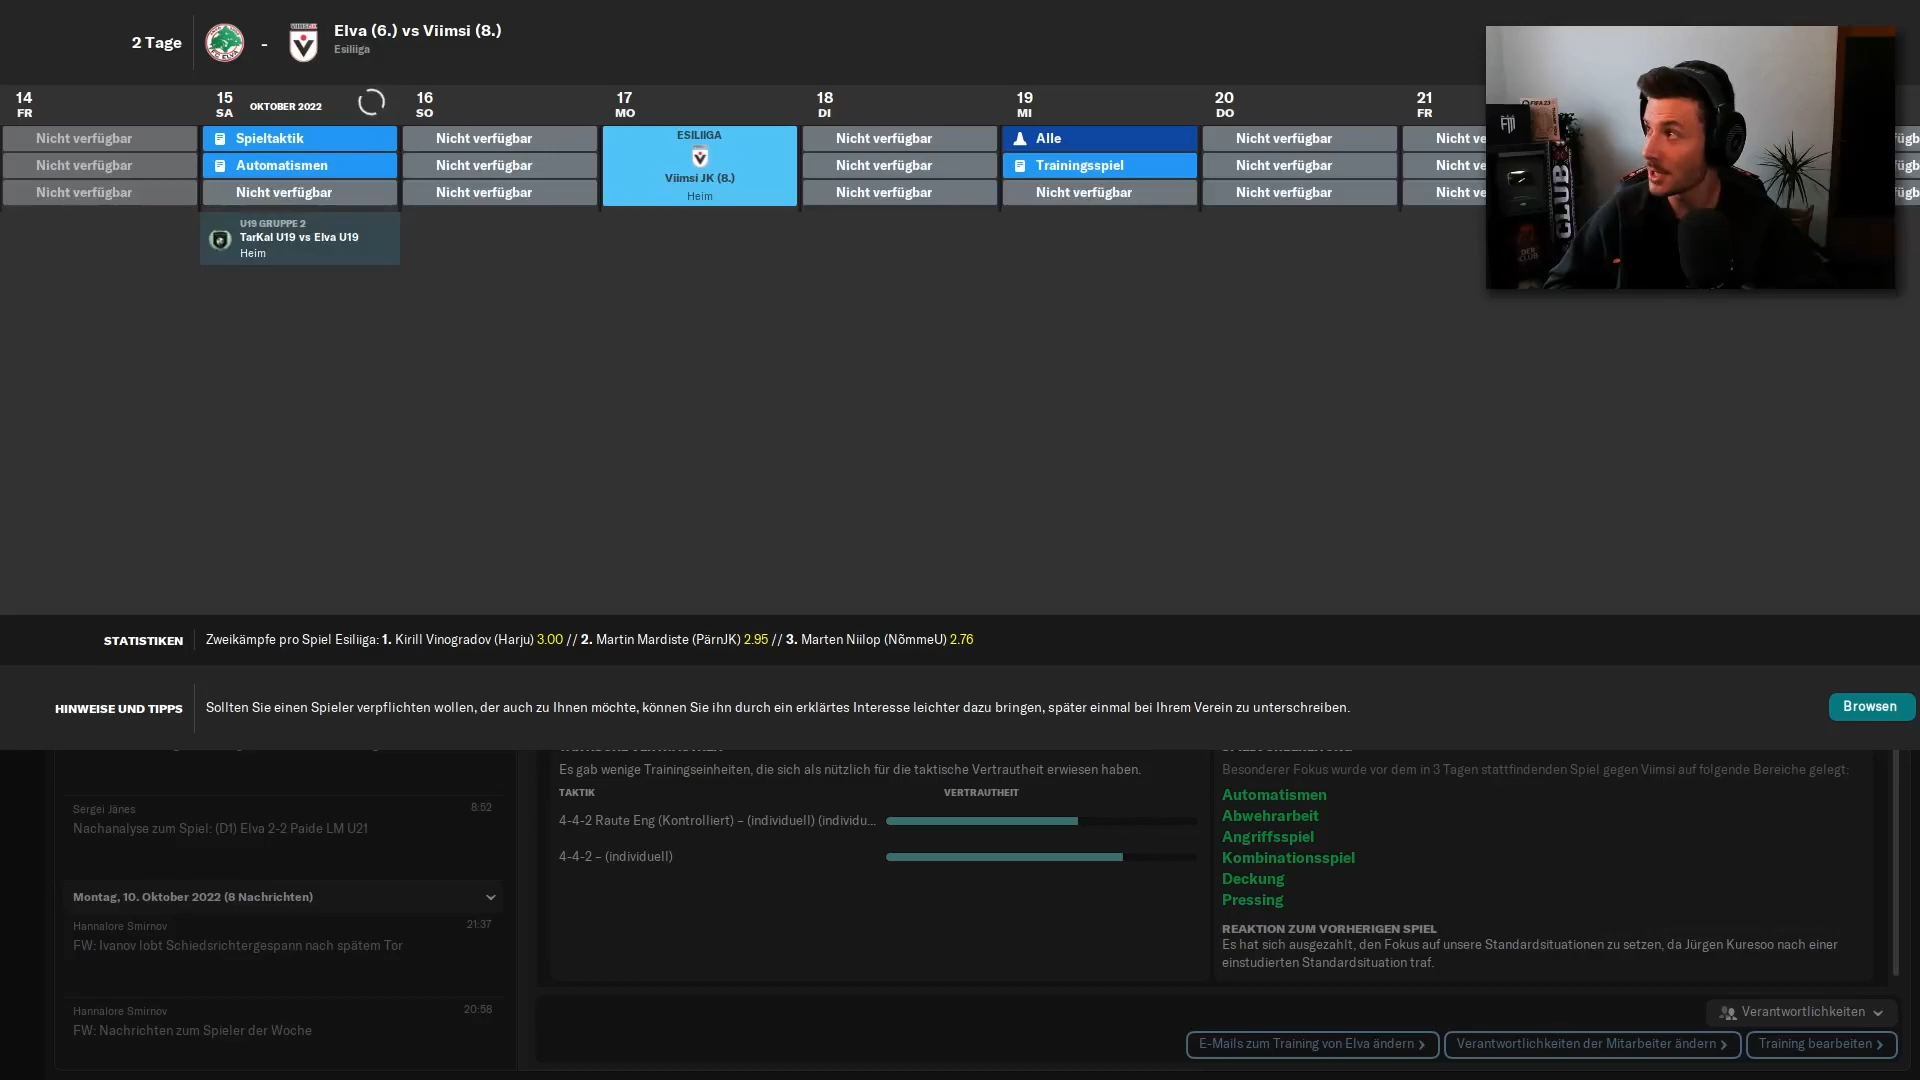 2 Tage
-
Elva (6.) vs Viimsi (8.)
Esiliiga
14
FR
15
SA
OKTOBER 2022
16
SO
17
MO
18
DI
19
MI
20
DO
21
FR
Nicht verfügbar
Spieltaktik
Nicht verfügbar
ESILIIGA
Nicht verfügbar
Alle
Nicht verfügbar
Nicht ve
Nicht verfügbar
Automatismen
Nicht verfügbar
Nicht verfügbar
Trainingsspiel
Nicht verfügbar
Nicht ve
Viimsi JK (8.)
Nicht verfügbar
Nicht verfügbar
Nicht verfügbar
Heim
Nicht verfügbar
Nicht verfügbar
Nicht verfügbar
Nicht ve
U19 GRUPPE 2
TarKal U19 vs Elva U19
Heim
FIFA 23
FM
CLUB
DER
CLUB
STATISTIKEN
Zweikämpfe pro Spiel Esiliiga: 1. Kirill Vinogradov (Harju) 3.00 // 2. Martin Mardiste (PärnJK) 2.95 // 3. Marten Niilop (NõmmeU) 2.76
HINWEISE UND TIPPS
Sollten Sie einen Spieler verpflichten wollen, der auch zu Ihnen möchte, können Sie ihn durch ein erklärtes Interesse leichter dazu bringen, später einmal bei Ihrem Verein zu unterschreiben.
Browsen
Sergei Jänes
8:52
Nachanalyse zum Spiel: (D1) Elva 2-2 Paide LM U21
Montag, 10. Oktober 2022 (8 Nachrichten)
Hannalore Smirnov
21:37
FW: Ivanov lobt Schiedsrichtergespann nach spätem Tor
Hannalore Smirnov
20:58
FW: Nachrichten zum Spieler der Woche
Es gab wenige Trainingseinheiten, die sich als nützlich für die taktische Vertrautheit erwiesen haben.
TAKTIK
VERTRAUTHEIT
4-4-2 Raute Eng (Kontrolliert) – (individuell) (individu...
4-4-2 – (individuell)
Besonderer Fokus wurde vor dem in 3 Tagen stattfindenden Spiel gegen Viimsi auf folgende Bereiche gelegt:
Automatismen
Abwehrarbeit
Angriffsspiel
Kombinationsspiel
Deckung
Pressing
REAKTION ZUM VORHERIGEN SPIEL
Es hat sich ausgezahlt, den Fokus auf unsere Standardsituationen zu setzen, da Jürgen Kuresoo nach einer
einstudierten Standardsituation traf.
Verantwortlichkeiten
E-Mails zum Training von Elva ändern
Verantwortlichkeiten der Mitarbeiter ändern
Training bearbeiten